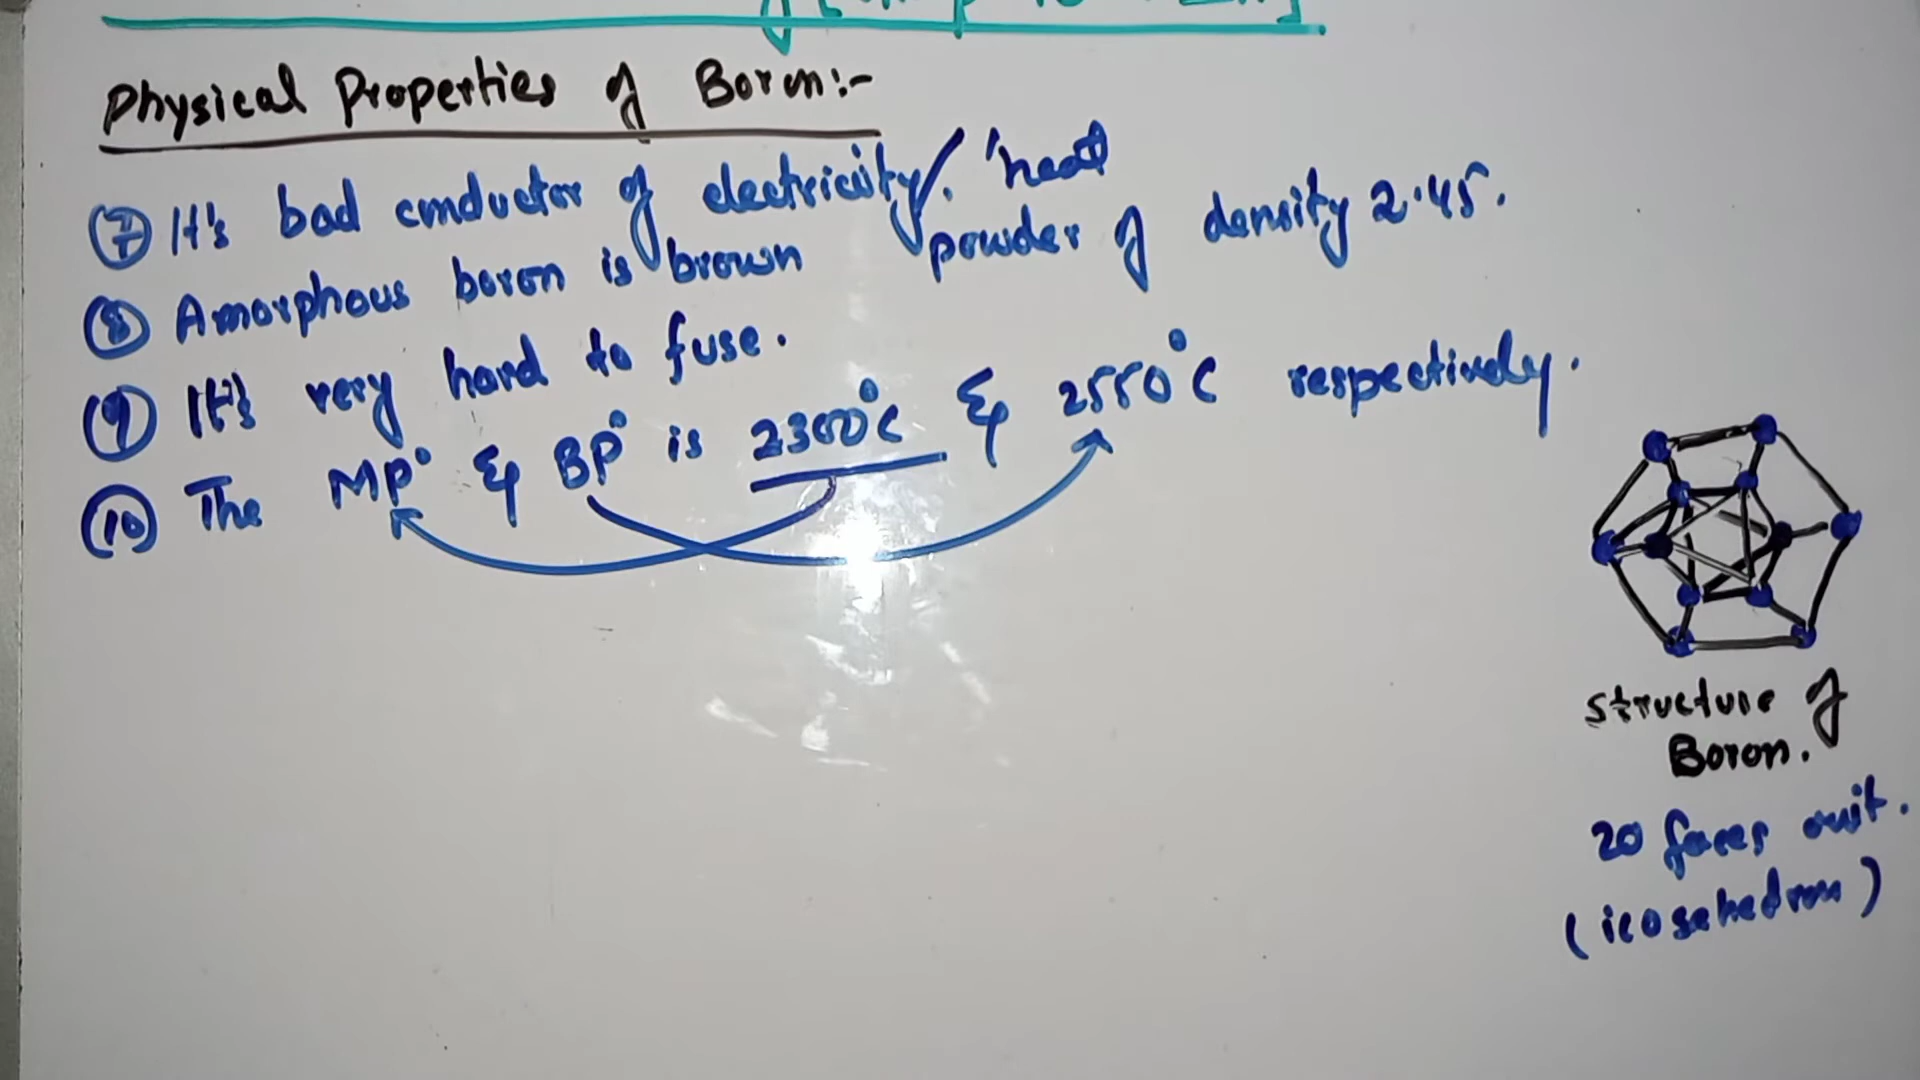 Physical Properties of Boron:-
⑦ It's bad conductor of electricity/ heat
⑧ Amorphous boron is brown powder of density 2.45.
⑨ It's very hard to fuse.
⑩ The MP° & BP° is 2300°C & 2550°C respectively.
Structure of
Boron.
20 faces unit.
(icosahedron)